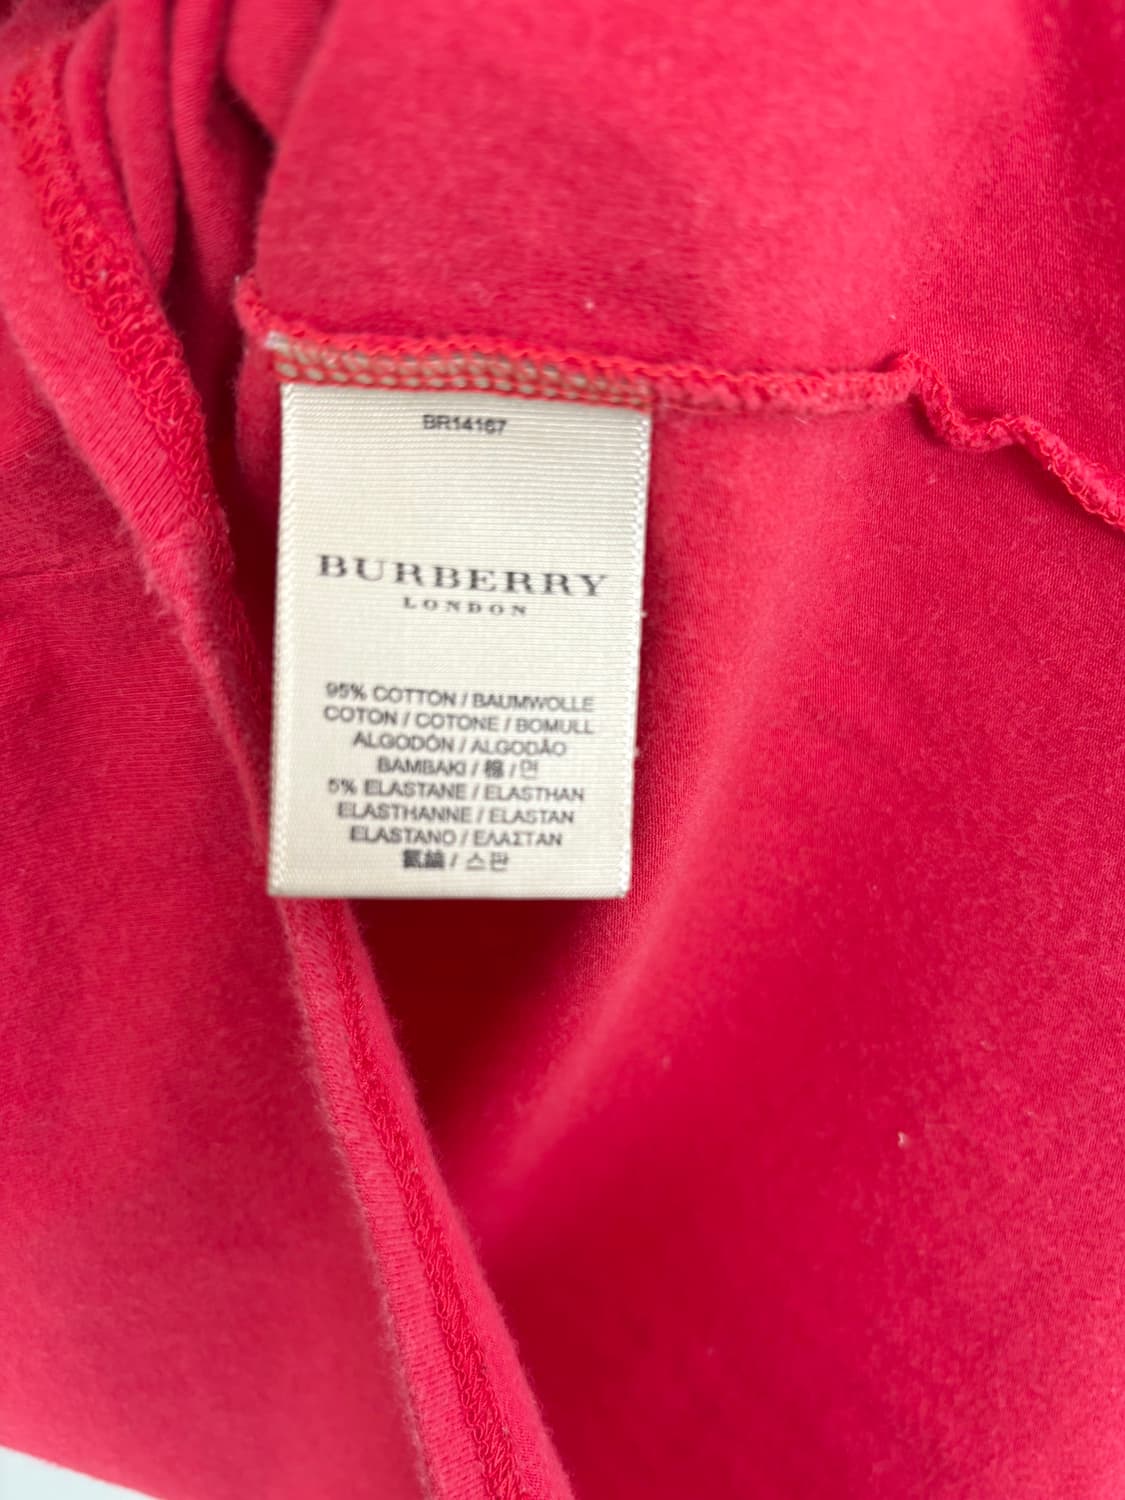 BR14167
BURBERRY
LONDON
95% COTTON / BAUMWOLLE
COTON / COTONE / BOMULL
ALGODÓN / ALGODÃO
BAMBAKI / 棉 / 면
5% ELASTANE / ELASTHAN
ELASTHANNE / ELASTAN
ELASTANO / ΕΛΑΣΤΑΝ
氨綸 / 스판